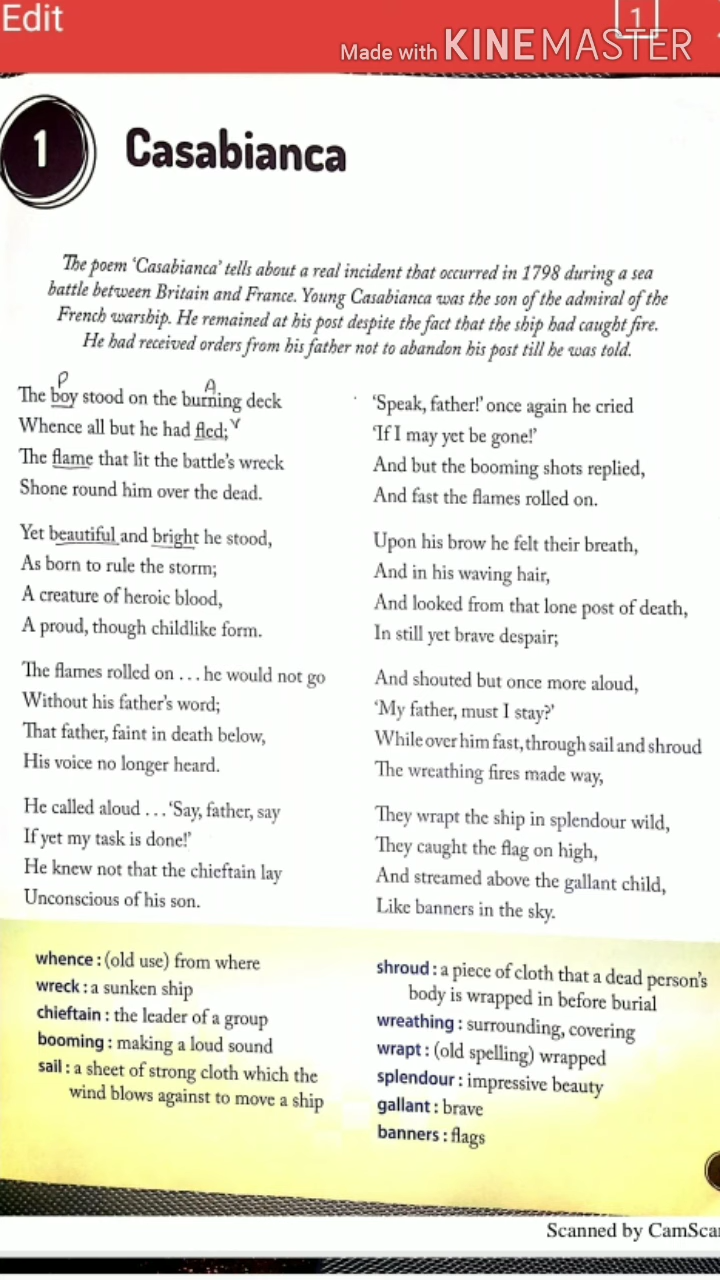 Edit
1
Made with KINEMASTER
1
Casabianca
The poem ‘Casabianca’ tells about a real incident that occurred in 1798 during a sea
battle between Britain and France. Young Casabianca was the son of the admiral of the
French warship. He remained at his post despite the fact that the ship had caught fire.
He had received orders from his father not to abandon his post till he was told.
P A
The boy stood on the burning deck
Whence all but he had fled;
The flame that lit the battle’s wreck
Shone round him over the dead.
Yet beautiful and bright he stood,
As born to rule the storm;
A creature of heroic blood,
A proud, though childlike form.
The flames rolled on ... he would not go
Without his father’s word;
That father, faint in death below,
His voice no longer heard.
He called aloud ...‘Say, father, say
If yet my task is done!’
He knew not that the chieftain lay
Unconscious of his son.
‘Speak, father!’ once again he cried
‘If I may yet be gone!’
And but the booming shots replied,
And fast the flames rolled on.
Upon his brow he felt their breath,
And in his waving hair,
And looked from that lone post of death,
In still yet brave despair;
And shouted but once more aloud,
‘My father, must I stay?’
While over him fast, through sail and shroud
The wreathing fires made way,
They wrapt the ship in splendour wild,
They caught the flag on high,
And streamed above the gallant child,
Like banners in the sky.
whence : (old use) from where
wreck : a sunken ship
chieftain : the leader of a group
booming : making a loud sound
sail : a sheet of strong cloth which the
wind blows against to move a ship
shroud : a piece of cloth that a dead person’s
body is wrapped in before burial
wreathing : surrounding, covering
wrapt : (old spelling) wrapped
splendour : impressive beauty
gallant : brave
banners : flags
Scanned by CamScan